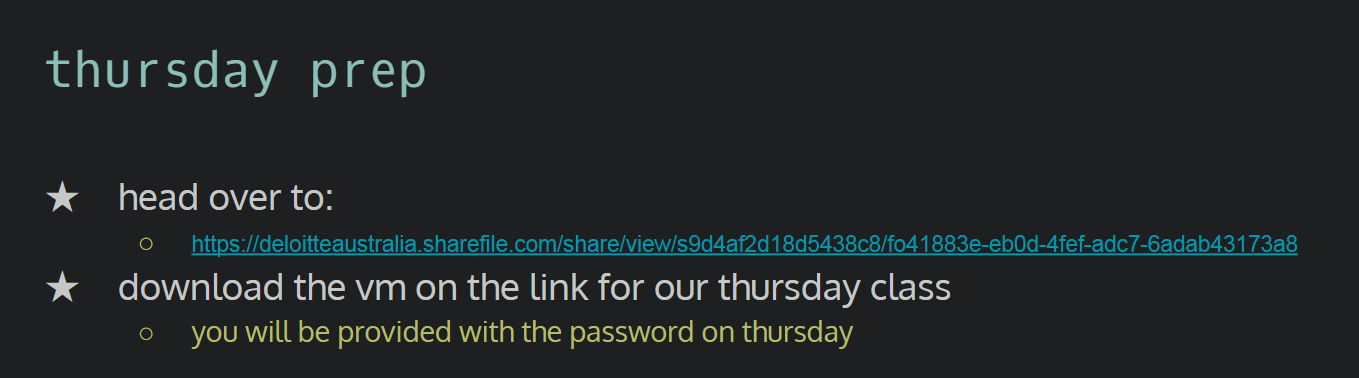 thursday prep
★ head over to:
○ https://deloitteaustralia.sharefile.com/share/view/s9d4af2d18d5438c8/fo41883e-eb0d-4fef-adc7-6adab43173a8
★ download the vm on the link for our thursday class
○ you will be provided with the password on thursday